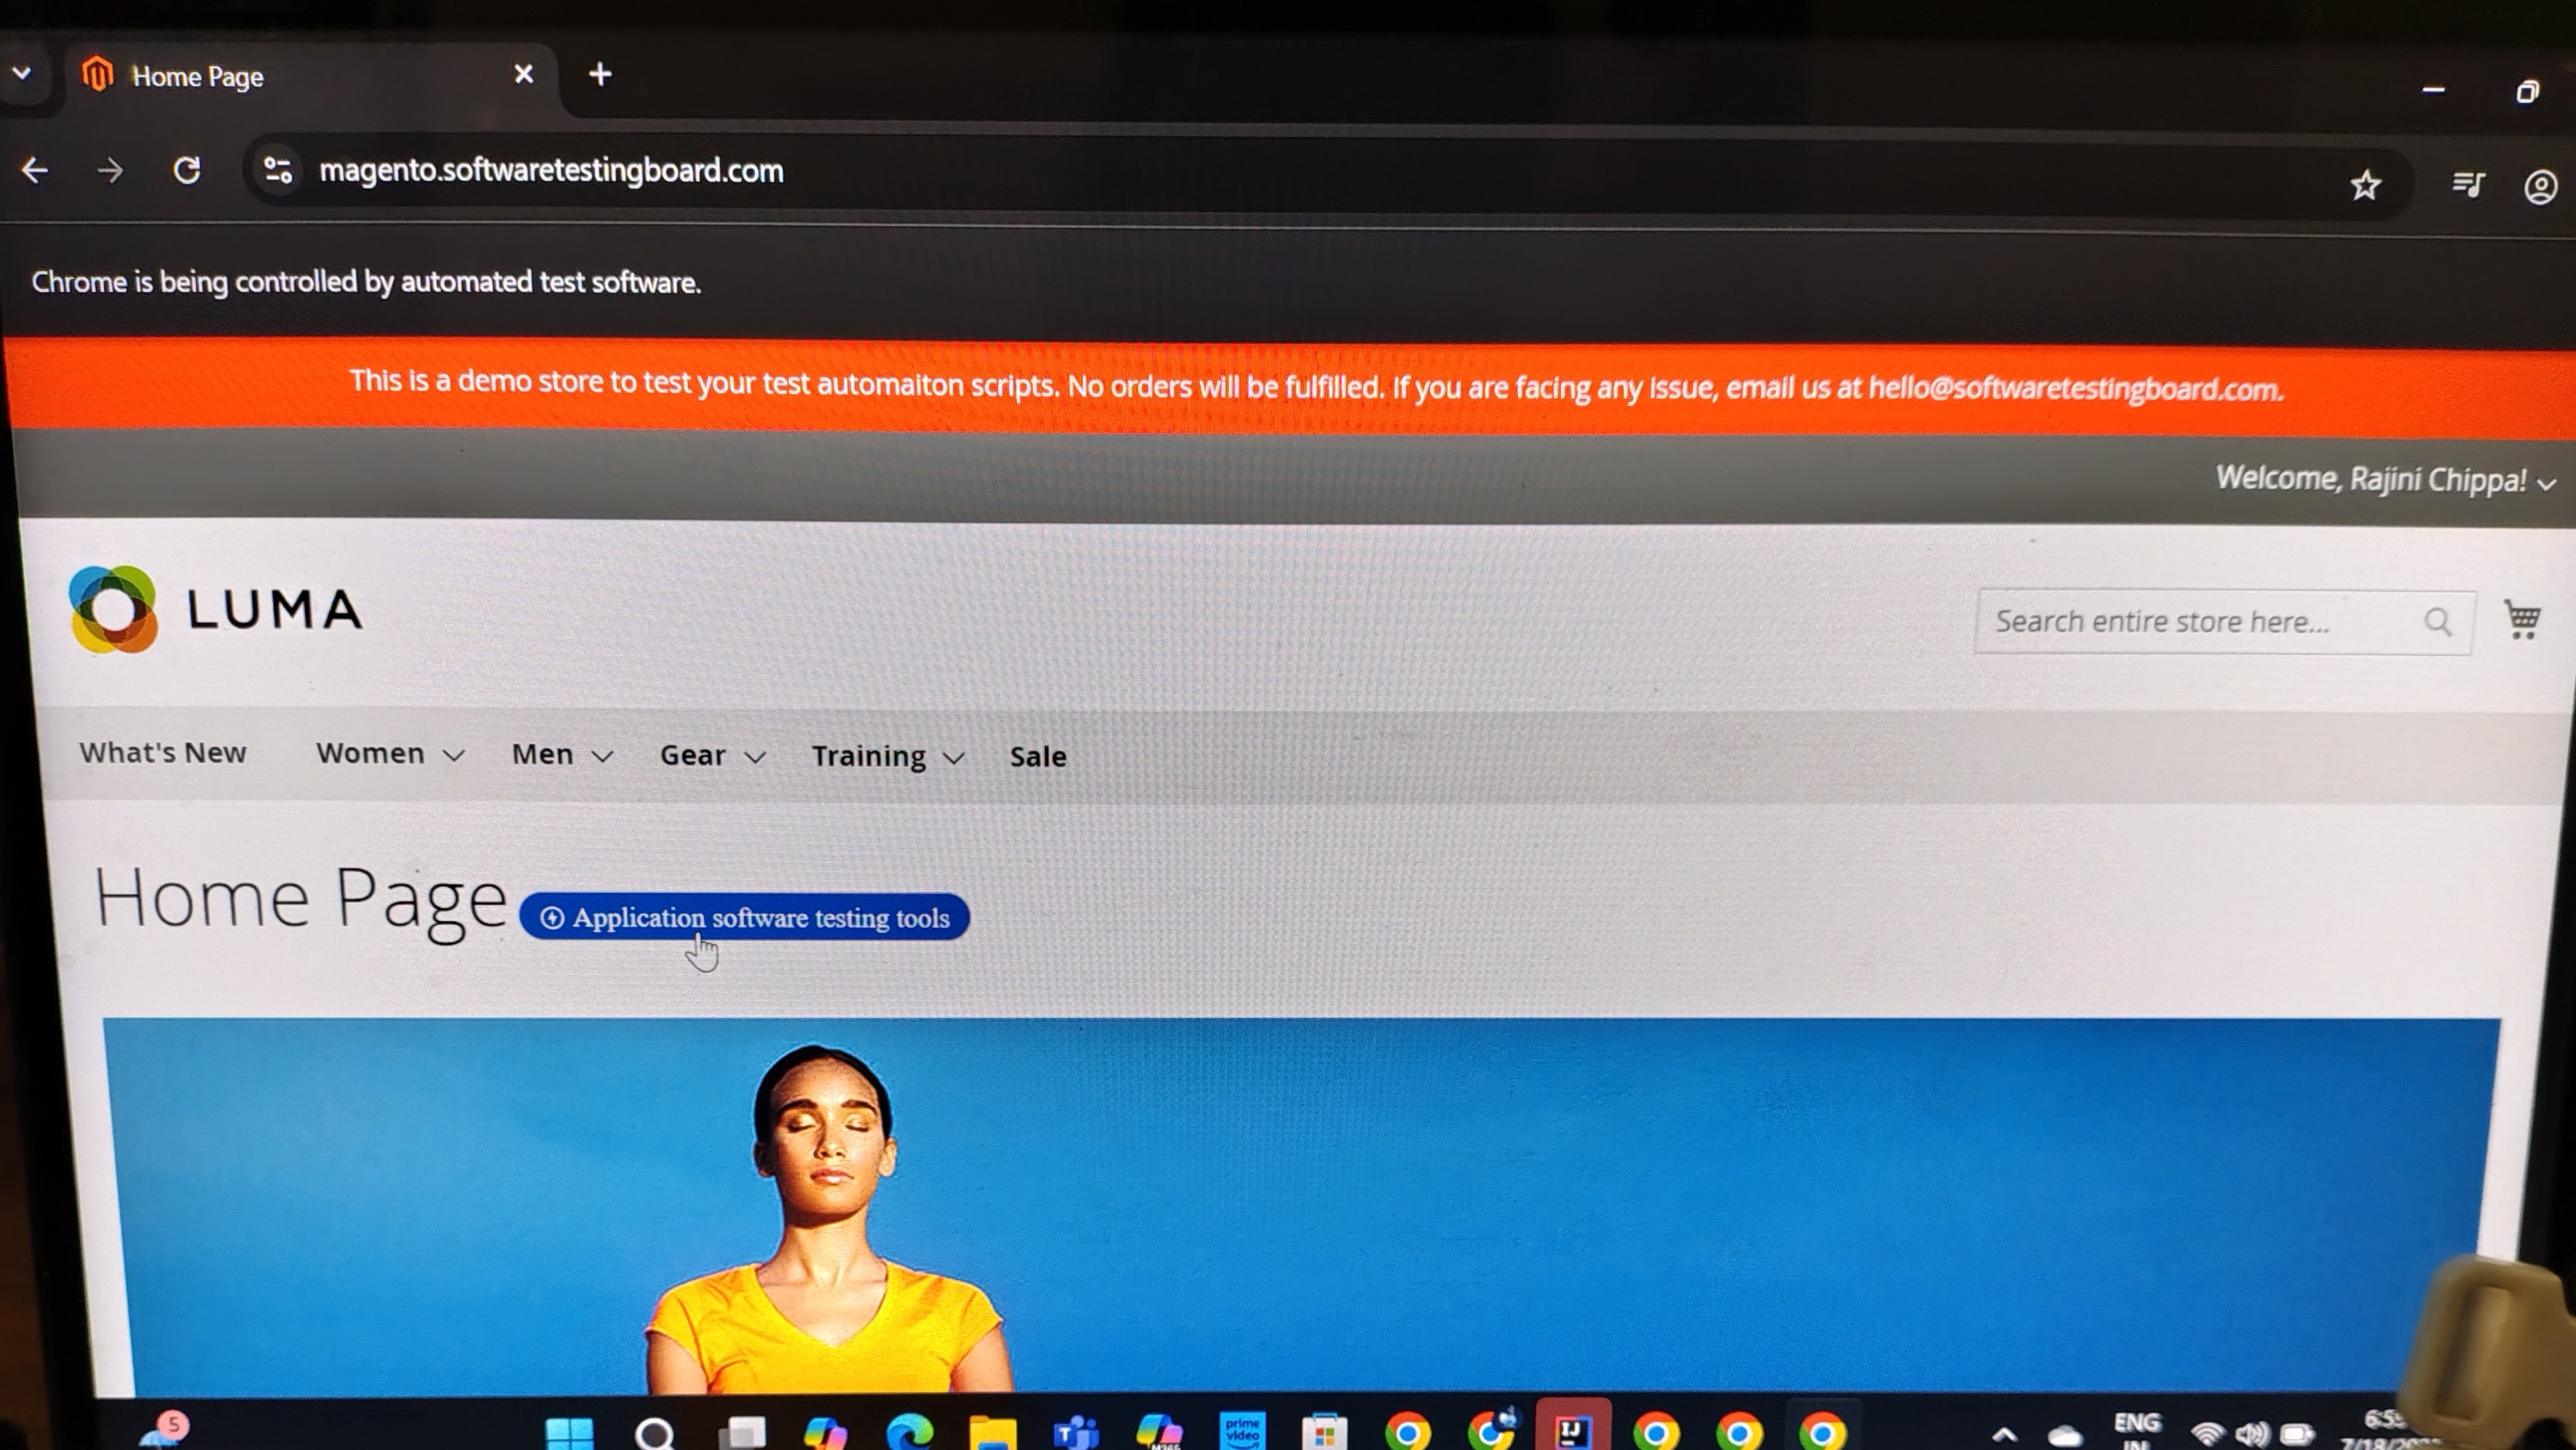 Home Page
magento.softwaretestingboard.com
Chrome is being controlled by automated test software.
This is a demo store to test your test automaiton scripts. No orders will be fulfilled. If you are facing any issue, email us at hello@softwaretestingboard.com.
Welcome, Rajini Chippa!
LUMA
Search entire store here...
What's New Women Men Gear Training Sale
Home Page
Application software testing tools
5
T
M365
prime
video
IJ
ENG
IN